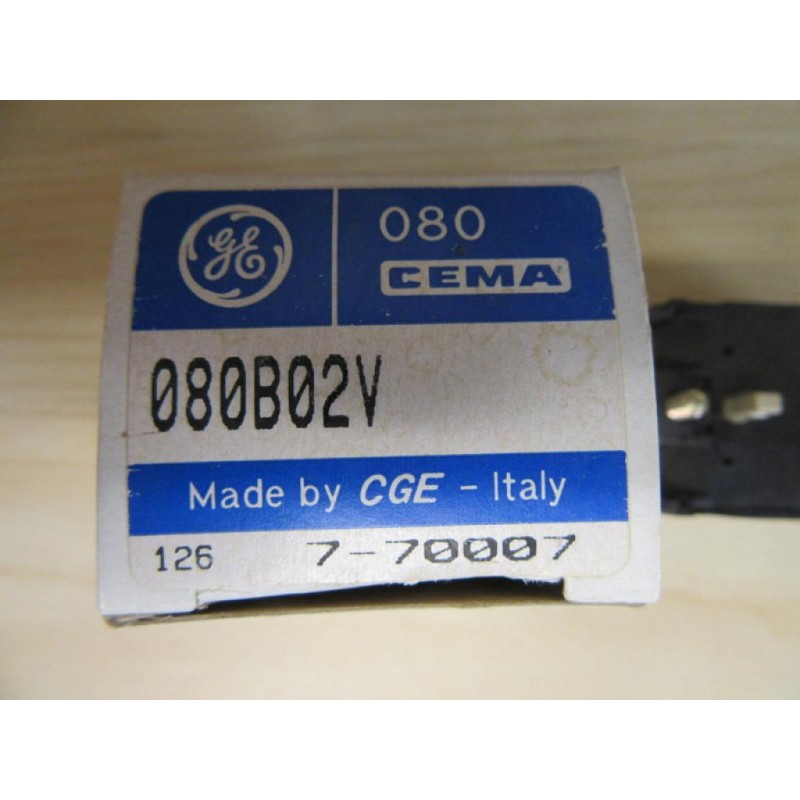 GE
080
CEMA
080B02V
Made by CGE - Italy
126 7-70007